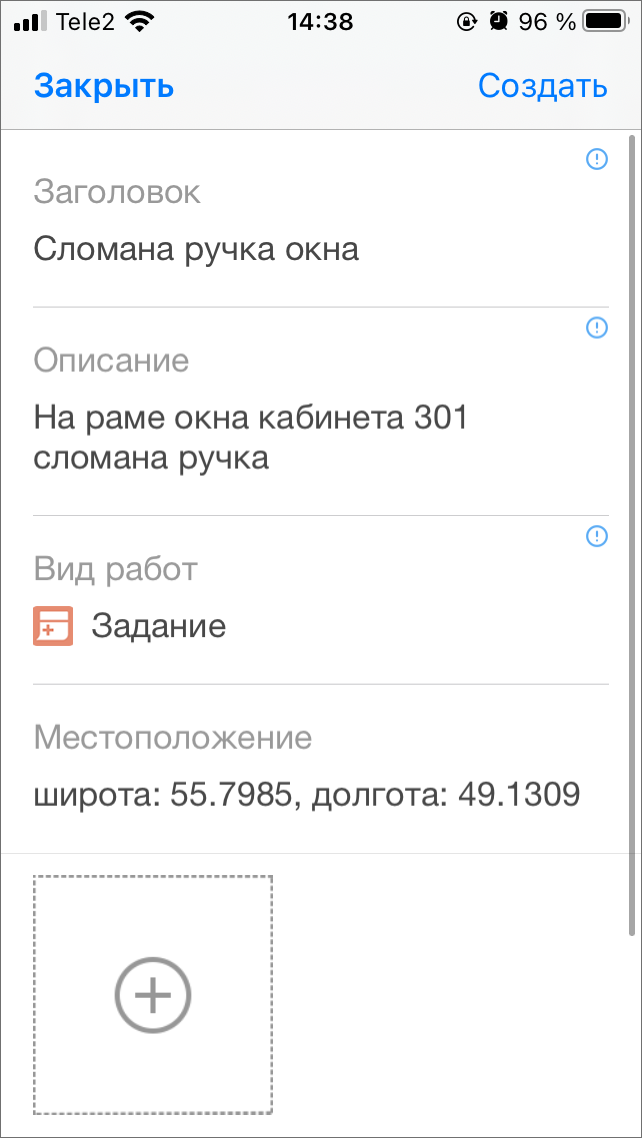 Tele2 14:38 96 %
Закрыть Создать
Заголовок
Сломана ручка окна
Описание
На раме окна кабинета 301
сломана ручка
Вид работ
Задание
Местоположение
широта: 55.7985, долгота: 49.1309